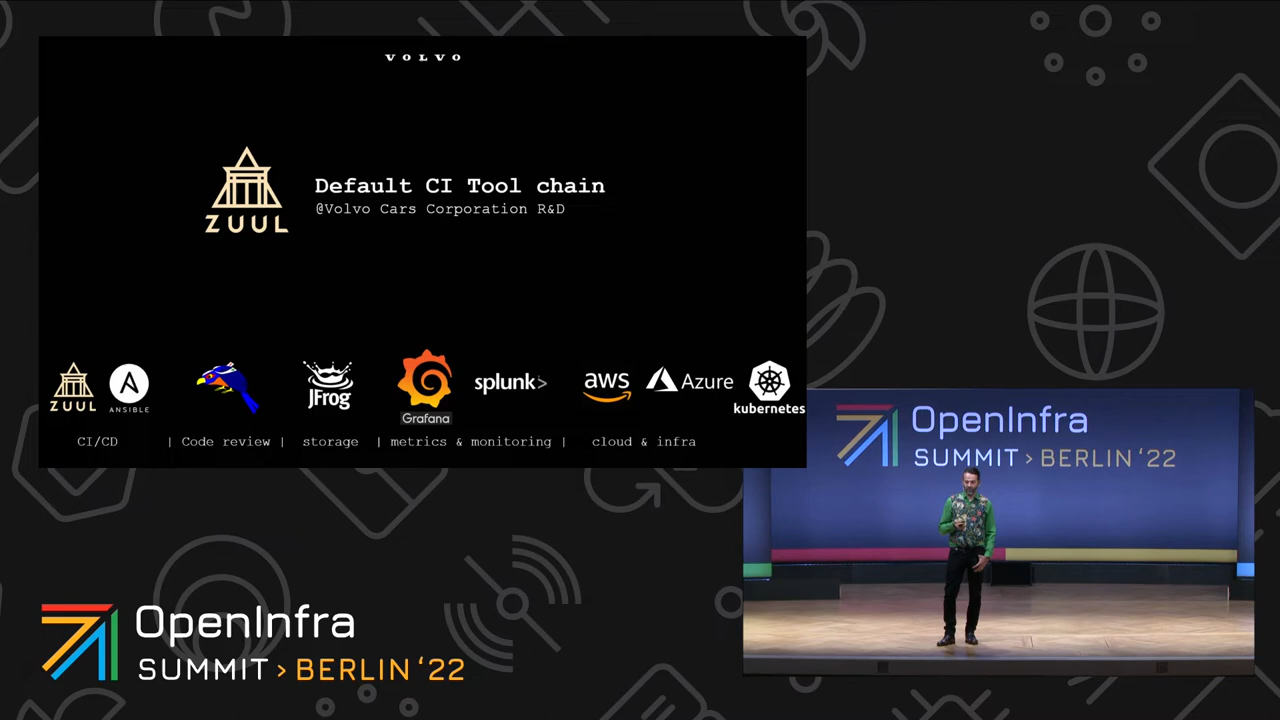 VOLVO
ZUUL
Default CI Tool chain
@Volvo Cars Corporation R&D
ZUUL
ANSIBLE
JFrog
Grafana
splunk>
aws
Azure
kubernetes
CI/CD | Code review | storage | metrics & monitoring | cloud & infra
OpenInfra
SUMMIT > BERLIN ‘22
OpenInfra
SUMMIT > BERLIN ‘22